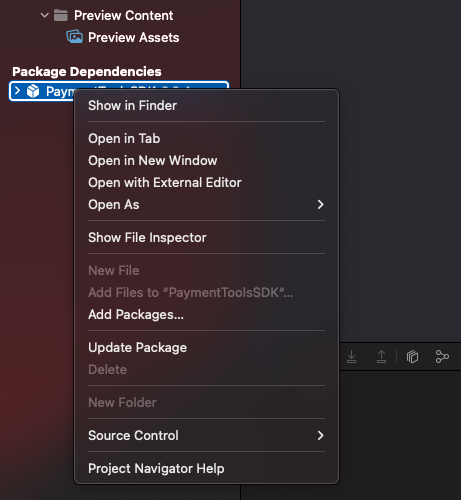 Preview Content
Preview Assets
Package Dependencies
Show in Finder
Open in Tab
Open in New Window
Open with External Editor
Open As
Show File Inspector
New File
Add Files to “PaymentToolsSDK”...
Add Packages...
Update Package
Delete
New Folder
Source Control
Project Navigator Help